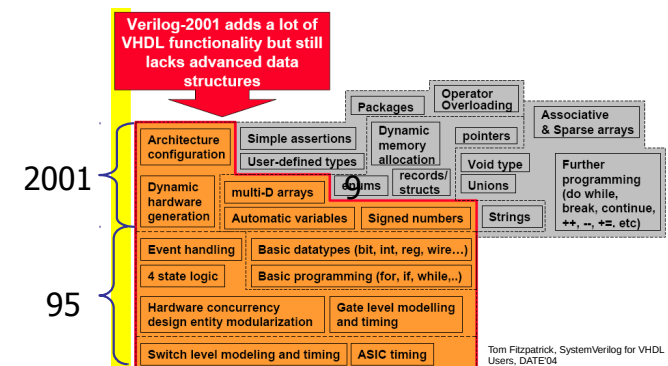 Verilog-2001 adds a lot of
VHDL functionality but still
lacks advanced data
structures
Packages
Operator
Overloading
Associative
& Sparse arrays
Architecture
configuration
Simple assertions
User-defined types
Dynamic
memory
allocation
pointers
Void type
Further
programming
(do while,
break, continue,
++, --, +=. etc)
2001
Dynamic
hardware
generation
multi-D arrays
enums
9
records/
structs
Unions
Automatic variables
Signed numbers
Strings
Event handling
Basic datatypes (bit, int, reg, wire…)
4 state logic
Basic programming (for, if, while,..)
95
Hardware concurrency
design entity modularization
Gate level modelling
and timing
Switch level modeling and timing
ASIC timing
Tom Fitzpatrick, SystemVerilog for VHDL
Users, DATE'04